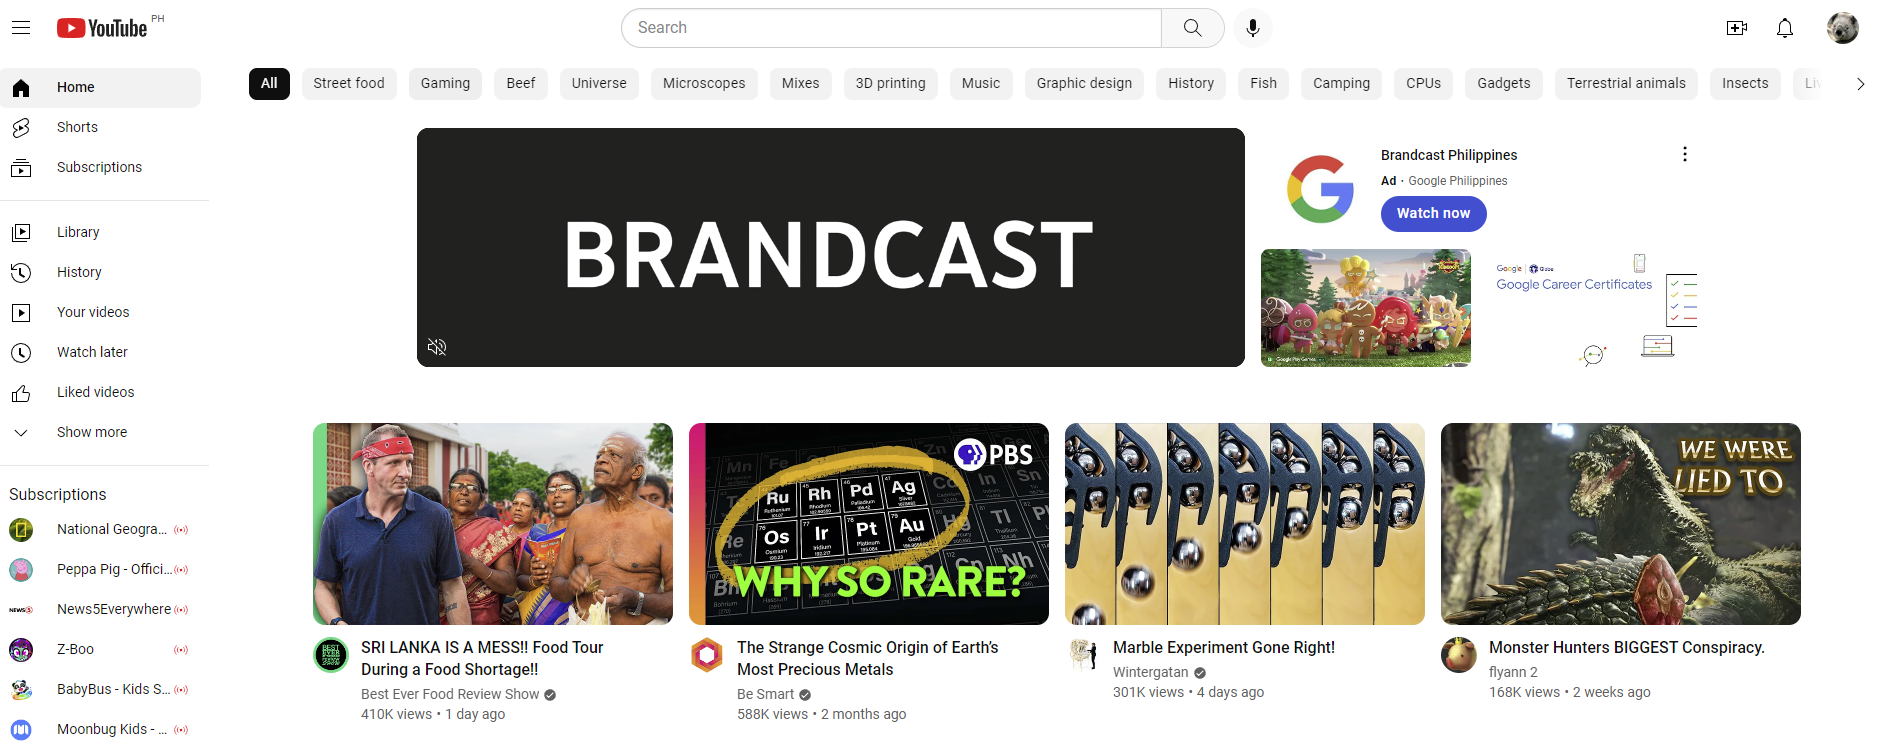 YouTube PH
Search
Home
Shorts
Subscriptions
Library
History
Your videos
Watch later
Liked videos
Show more
Subscriptions
National Geogra...
Peppa Pig - Offici...
News5Everywhere
Z-Boo
BabyBus - Kids S...
Moonbug Kids - ...
All
Street food
Gaming
Beef
Universe
Microscopes
Mixes
3D printing
Music
Graphic design
History
Fish
Camping
CPUs
Gadgets
Terrestrial animals
Insects
BRANDCAST
Brandcast Philippines
Ad · Google Philippines
Watch now
Google Play Games
Google | Globe
Google Career Certificates
SRI LANKA IS A MESS!! Food Tour
During a Food Shortage!!
Best Ever Food Review Show
410K views • 1 day ago
PBS
Ru Rh Pd Ag
Os Ir Pt Au
WHY SO RARE?
The Strange Cosmic Origin of Earth's
Most Precious Metals
Be Smart
588K views • 2 months ago
Marble Experiment Gone Right!
Wintergatan
301K views • 4 days ago
WE WERE
LIED TO
Monster Hunters BIGGEST Conspiracy.
flyann 2
168K views • 2 weeks ago